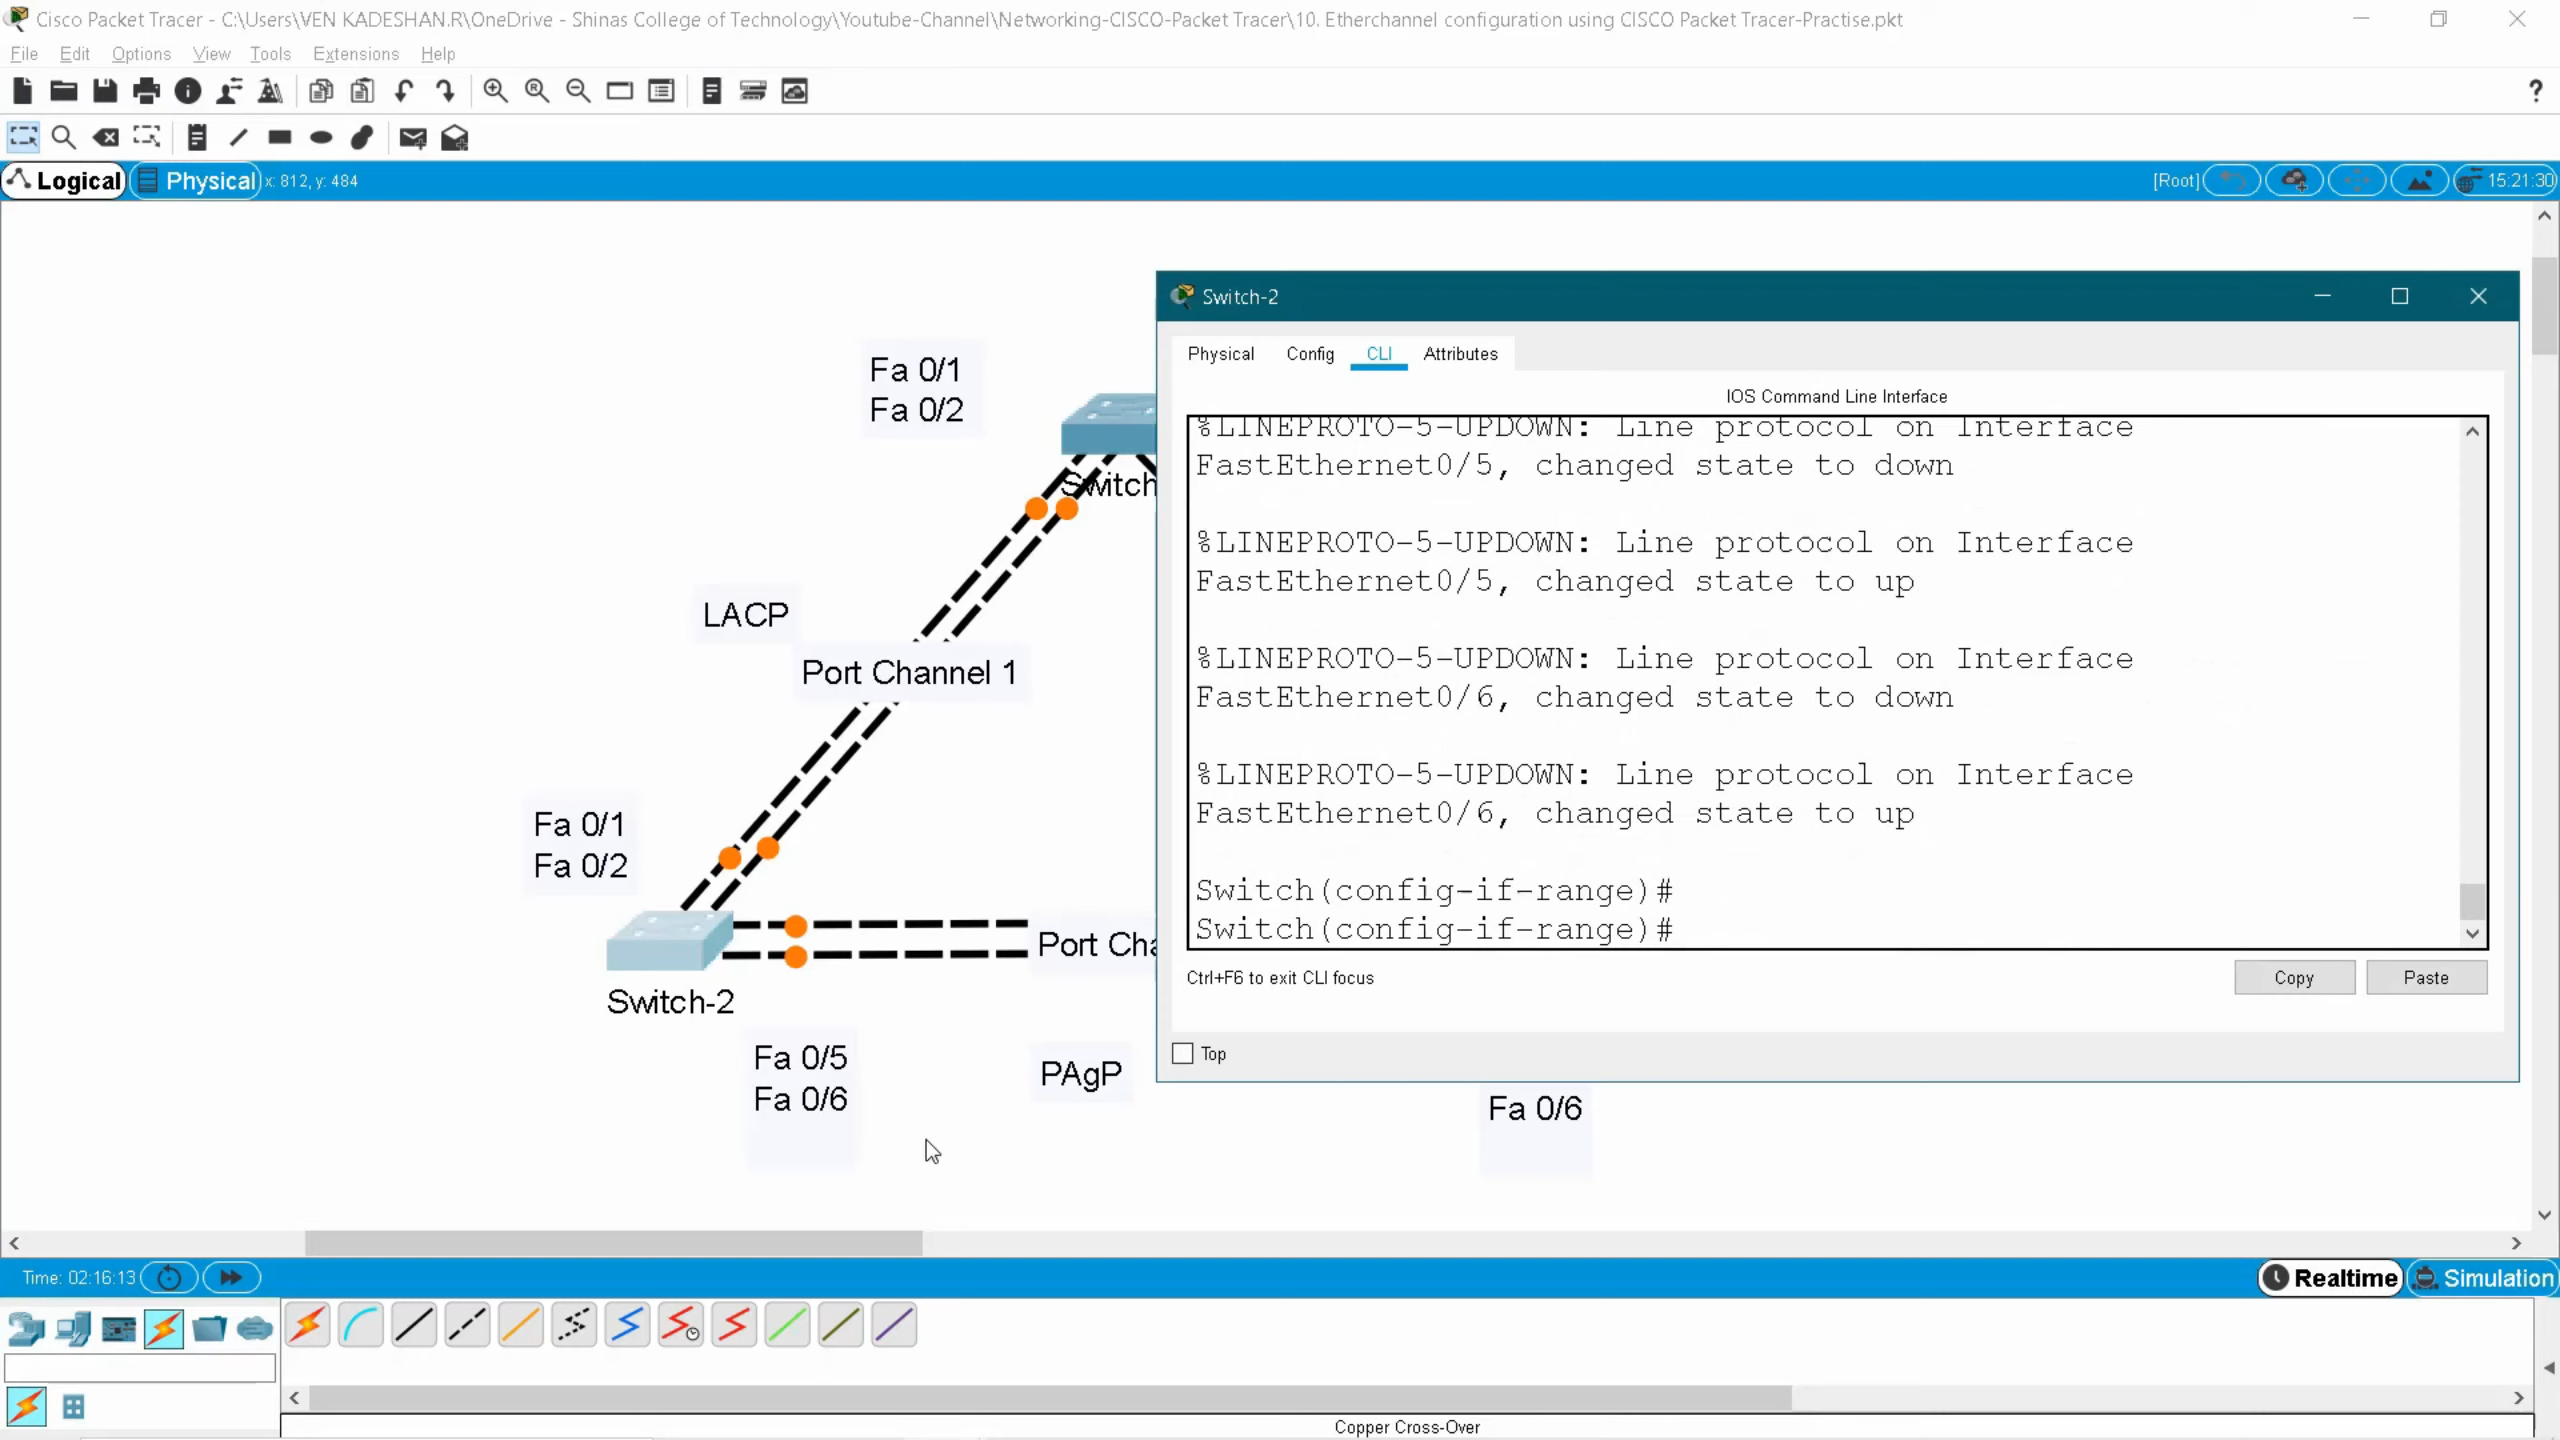 Cisco Packet Tracer - C:\Users\VEN KADESHAN.R\OneDrive - Shinas College of Technology\Youtube-Channel\Networking-CISCO-Packet Tracer\10. Etherchannel configuration using CISCO Packet Tracer-Practise.pkt
File Edit Options View Tools Extensions Help
Logical Physical x: 812, y: 484 [Root] 15:21:30
Switch-2
Physical Config CLI Attributes
IOS Command Line Interface
%LINEPROTO-5-UPDOWN: Line protocol on Interface
FastEthernet0/5, changed state to down
%LINEPROTO-5-UPDOWN: Line protocol on Interface
FastEthernet0/5, changed state to up
%LINEPROTO-5-UPDOWN: Line protocol on Interface
FastEthernet0/6, changed state to down
%LINEPROTO-5-UPDOWN: Line protocol on Interface
FastEthernet0/6, changed state to up
Switch(config-if-range)#
Switch(config-if-range)#
Ctrl+F6 to exit CLI focus
Copy Paste
Top
Fa 0/1
Fa 0/2
Switch
LACP
Port Channel 1
Fa 0/1
Fa 0/2
Port Cha
Switch-2
Fa 0/5
Fa 0/6
PAgP
Fa 0/6
Time: 02:16:13 Realtime Simulation
Copper Cross-Over